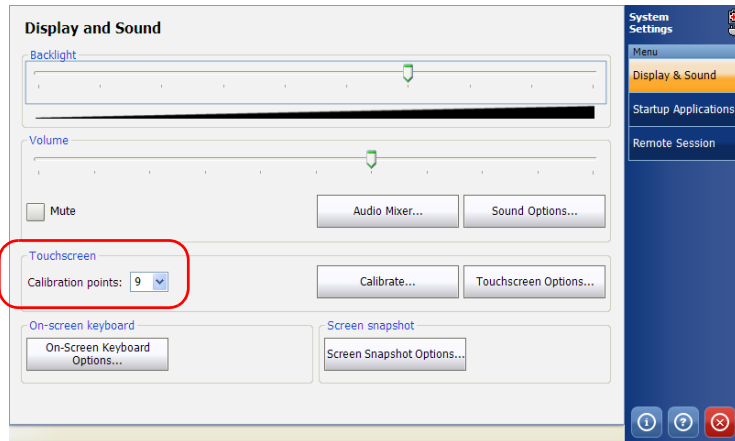 Display and Sound
System
Settings
Menu
Display & Sound
Startup Applications
Remote Session
Backlight
Volume
Mute
Audio Mixer...
Sound Options...
Touchscreen
Calibration points: 9
Calibrate...
Touchscreen Options...
On-screen keyboard
On-Screen Keyboard
Options...
Screen snapshot
Screen Snapshot Options...